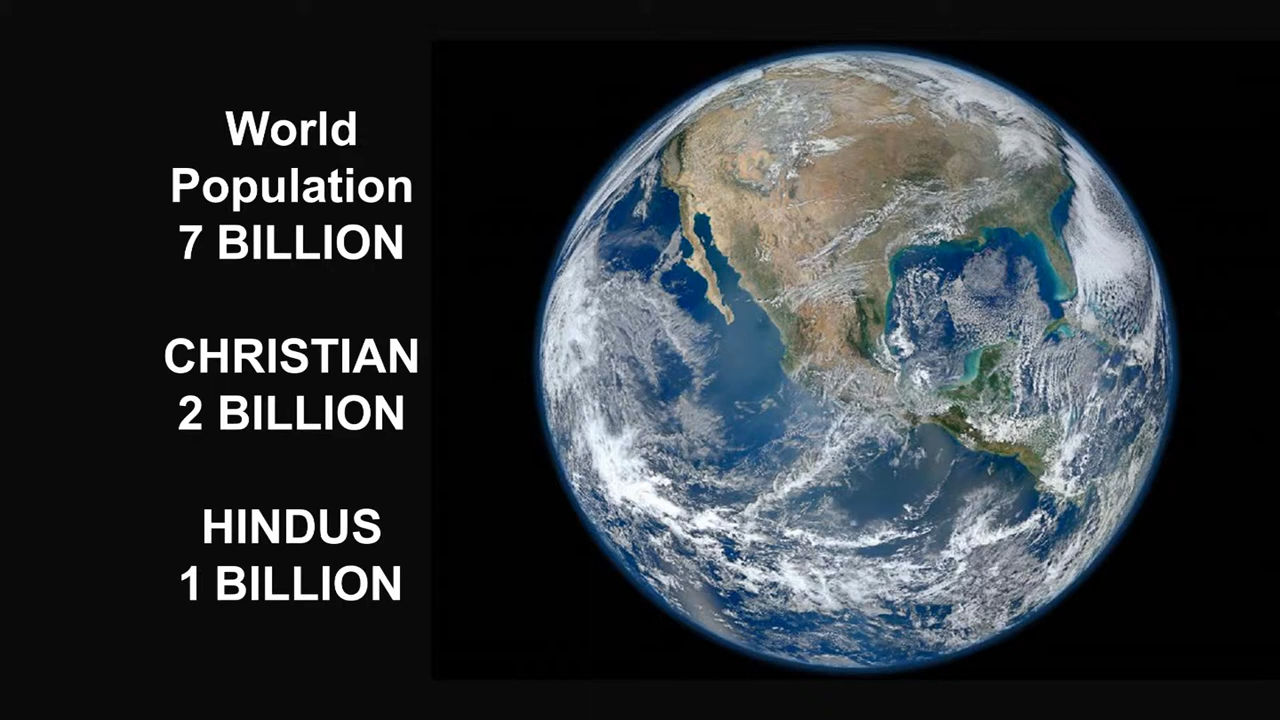 World
Population
7 BILLION
CHRISTIAN
2 BILLION
HINDUS
1 BILLION